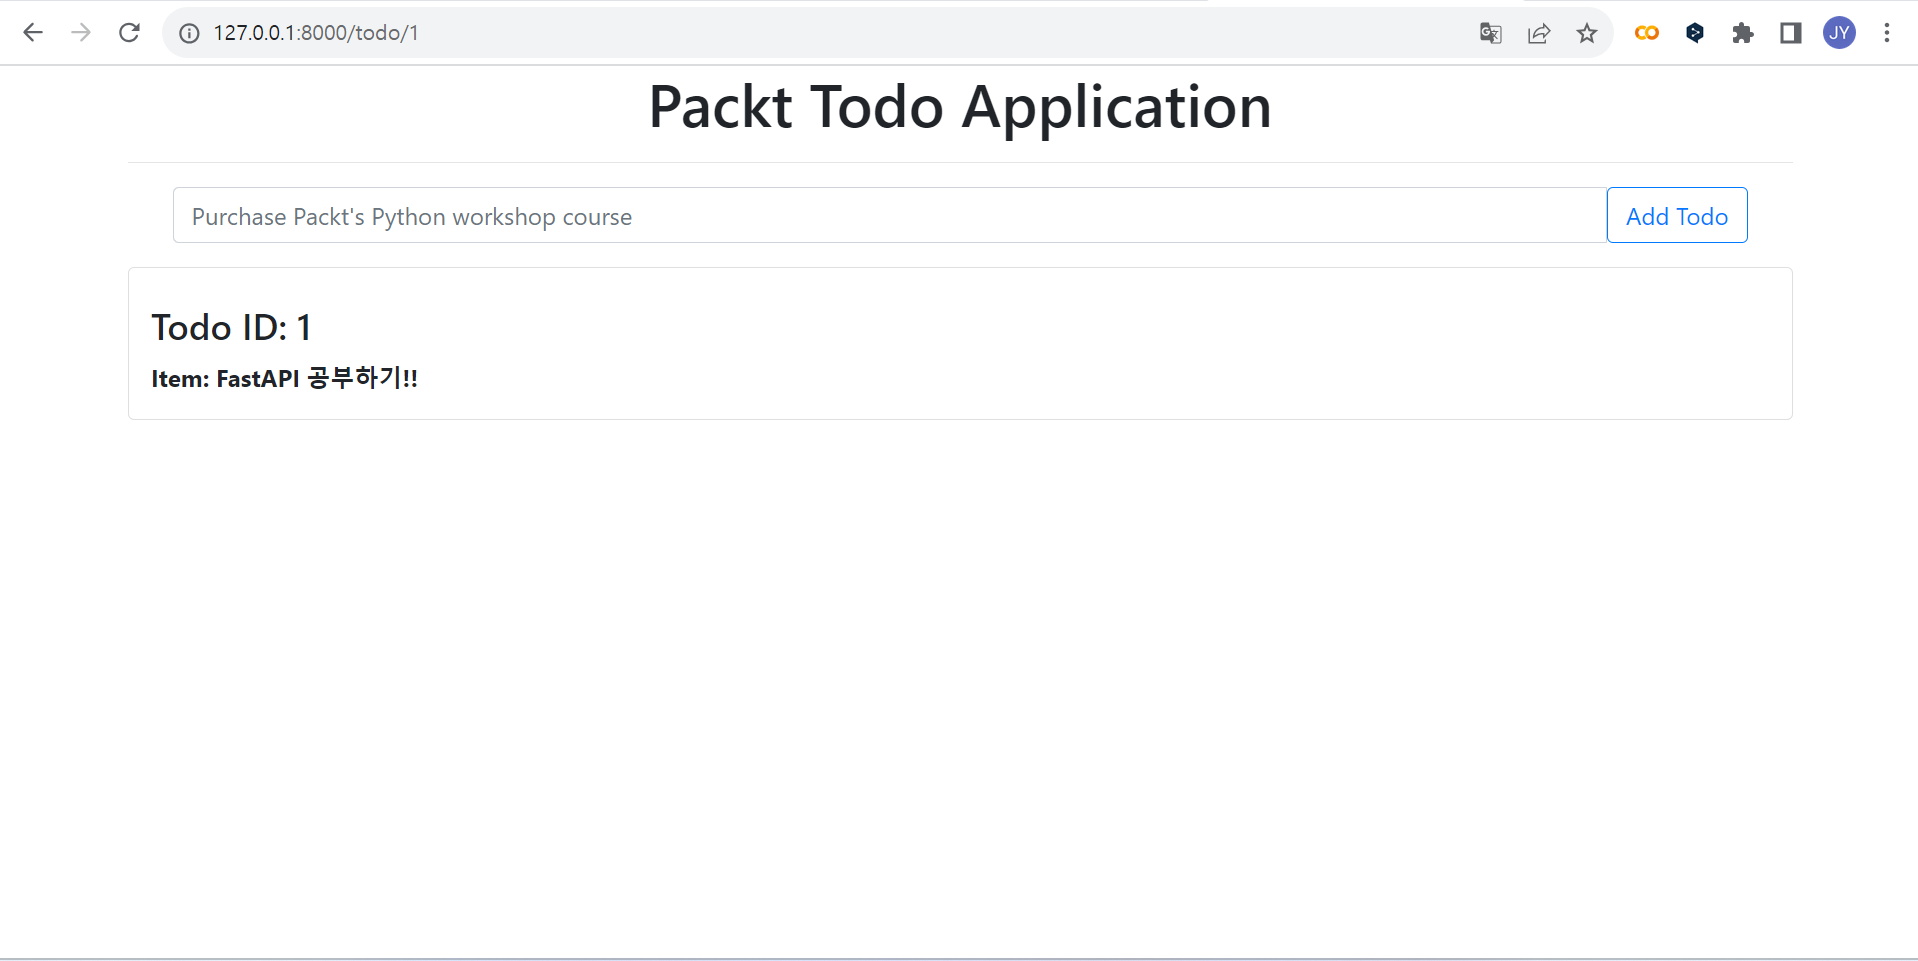 127.0.0.1:8000/todo/1
JY
Packt Todo Application
Purchase Packt's Python workshop course
Add Todo
Todo ID: 1
Item: FastAPI 공부하기!!